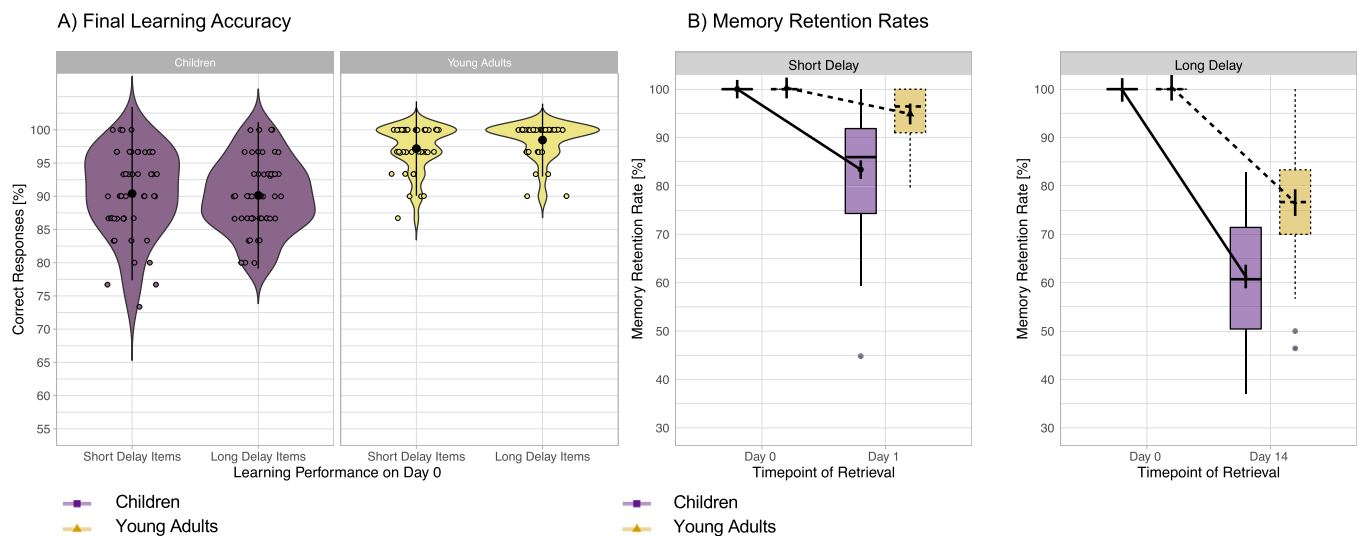 A) Final Learning Accuracy
B) Memory Retention Rates
Children
Young Adults
Correct Responses [%]
100
95
90
85
80
75
70
65
60
55
Short Delay Items
Long Delay Items
Short Delay Items
Long Delay Items
Learning Performance on Day 0
Children
Young Adults
Short Delay
Memory Retention Rate [%]
100
90
80
70
60
50
40
30
Day 0
Day 1
Timepoint of Retrieval
Long Delay
Memory Retention Rate [%]
100
90
80
70
60
50
40
30
Day 0
Day 14
Timepoint of Retrieval
Children
Young Adults